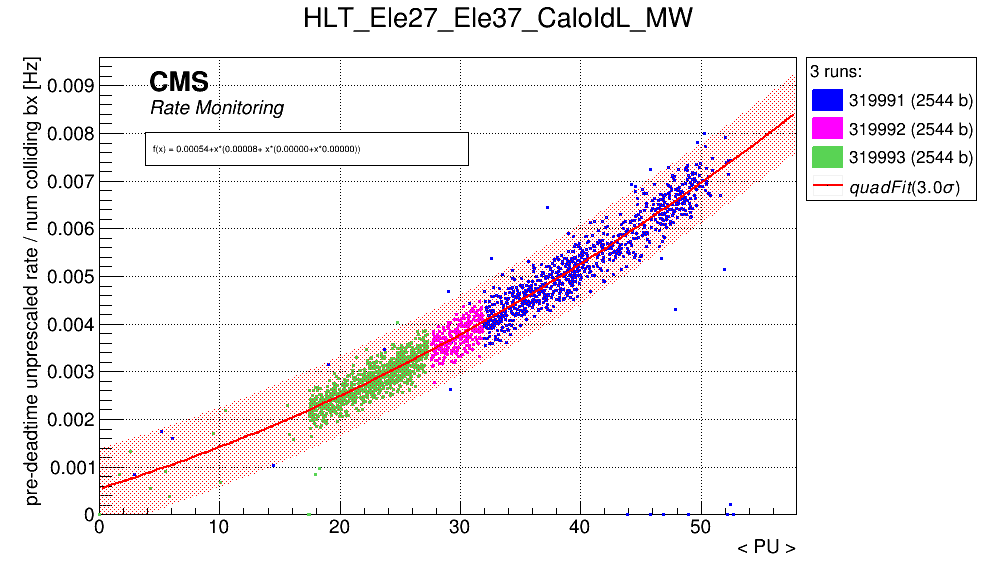 HLT_Ele27_Ele37_CaloIdL_MW
pre-deadtime unprescaled rate / num colliding bx [Hz]
CMS
Rate Monitoring
f(x) = 0.00054+x*(0.00008+ x*(0.00000+x*0.00000))
0.009
0.008
0.007
0.006
0.005
0.004
0.003
0.002
0.001
0
0 10 20 30 40 50
< PU >
3 runs:
319991 (2544 b)
319992 (2544 b)
319993 (2544 b)
quadFit(3.0σ)